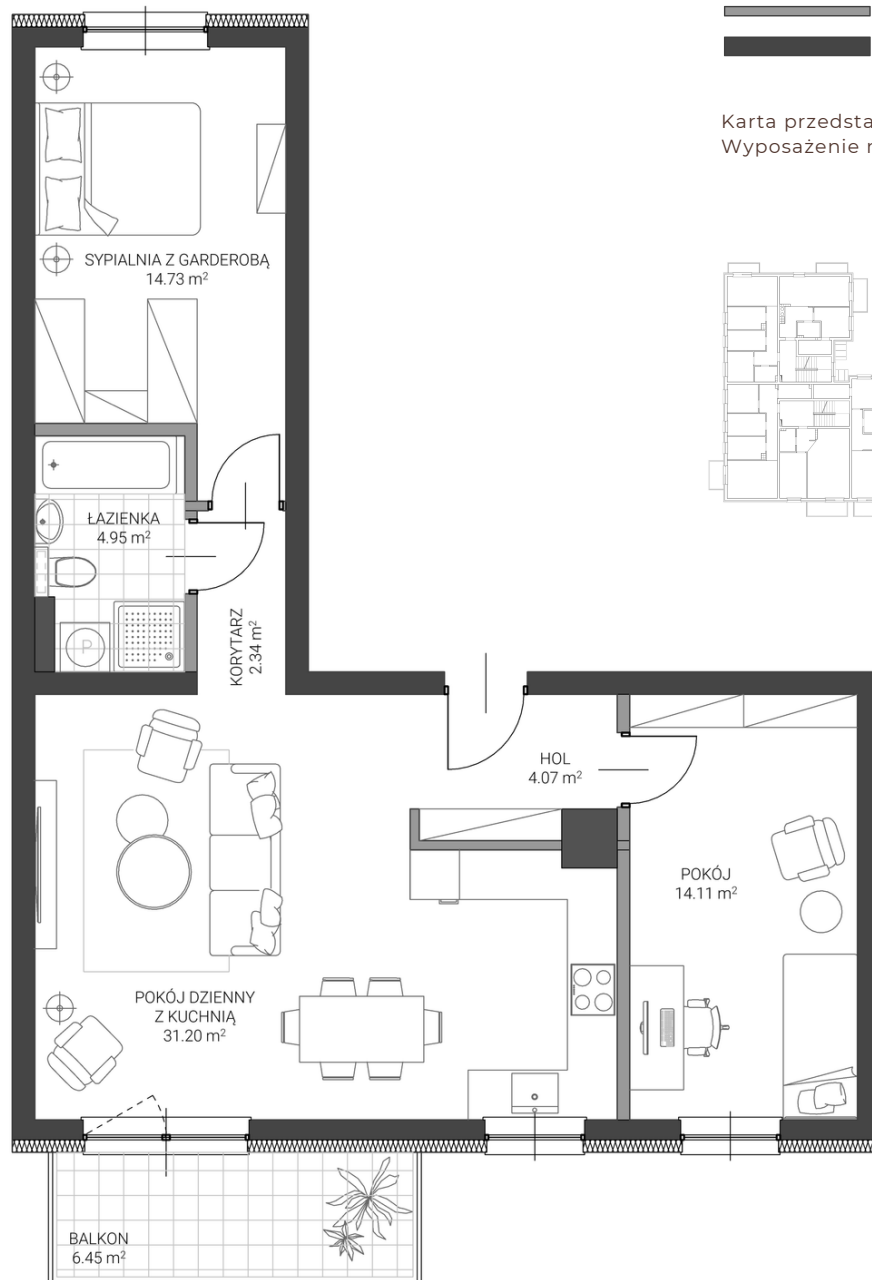 Karta przedsta
Wyposażenie r
SYPIALNIA Z GARDEROBĄ
14.73 m²
ŁAZIENKA
4.95 m²
P
KORYTARZ
2.34 m²
HOL
4.07 m²
POKÓJ
14.11 m²
POKÓJ DZIENNY
Z KUCHNIĄ
31.20 m²
BALKON
6.45 m²